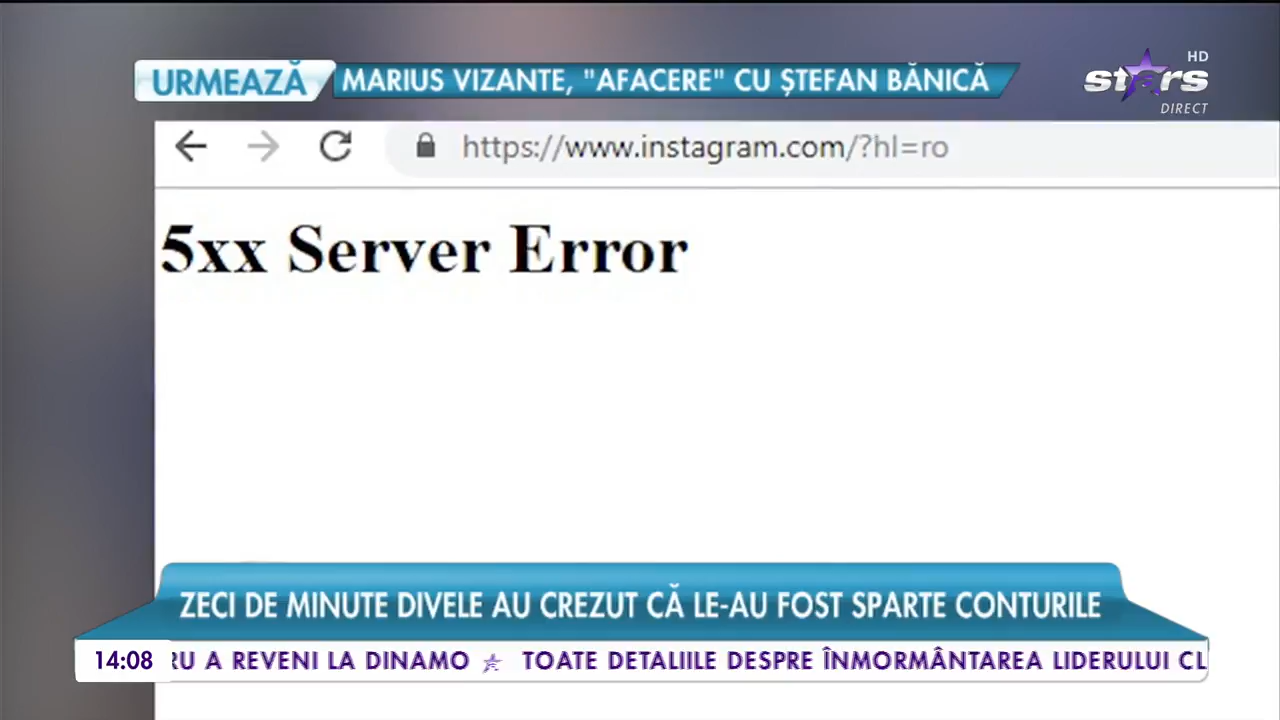 HD
URMEAZĂ MARIUS VIZANTE, "AFACERE" CU ȘTEFAN BĂNICĂ
stars
DIRECT
https://www.instagram.com/?hl=ro
5xx Server Error
ZECI DE MINUTE DIVELE AU CREZUT CĂ LE-AU FOST SPARTE CONTURILE
14:08 RU A REVENI LA DINAMO TOATE DETALIILE DESPRE ÎNMORMÂNTAREA LIDERULUI CL